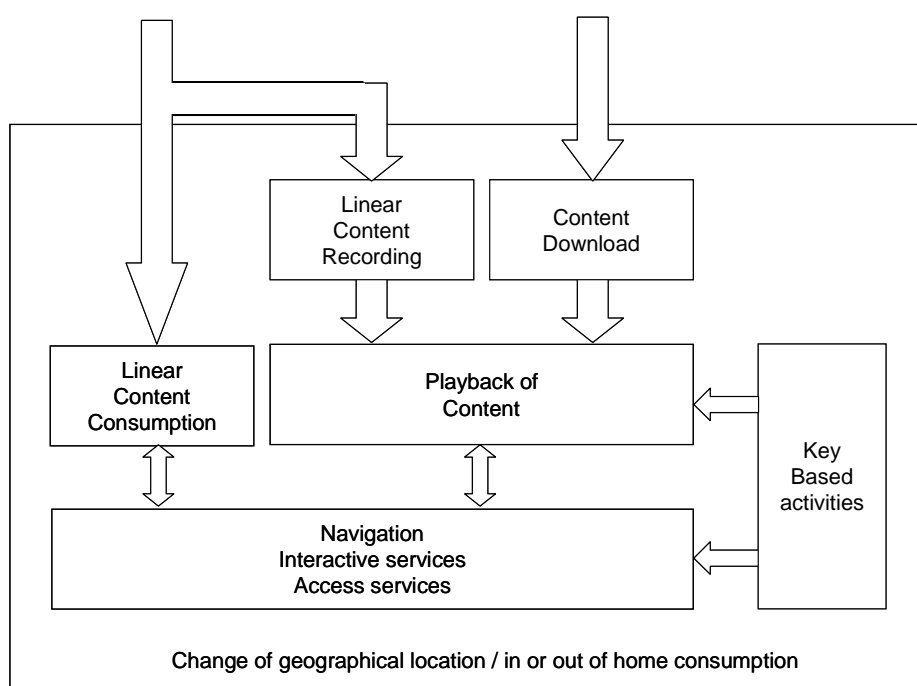 Linear
Content
Recording
Content
Download
Linear
Content
Consumption
Playback of
Content
Key
Based
activities
Navigation
Interactive services
Access services
Change of geographical location / in or out of home consumption